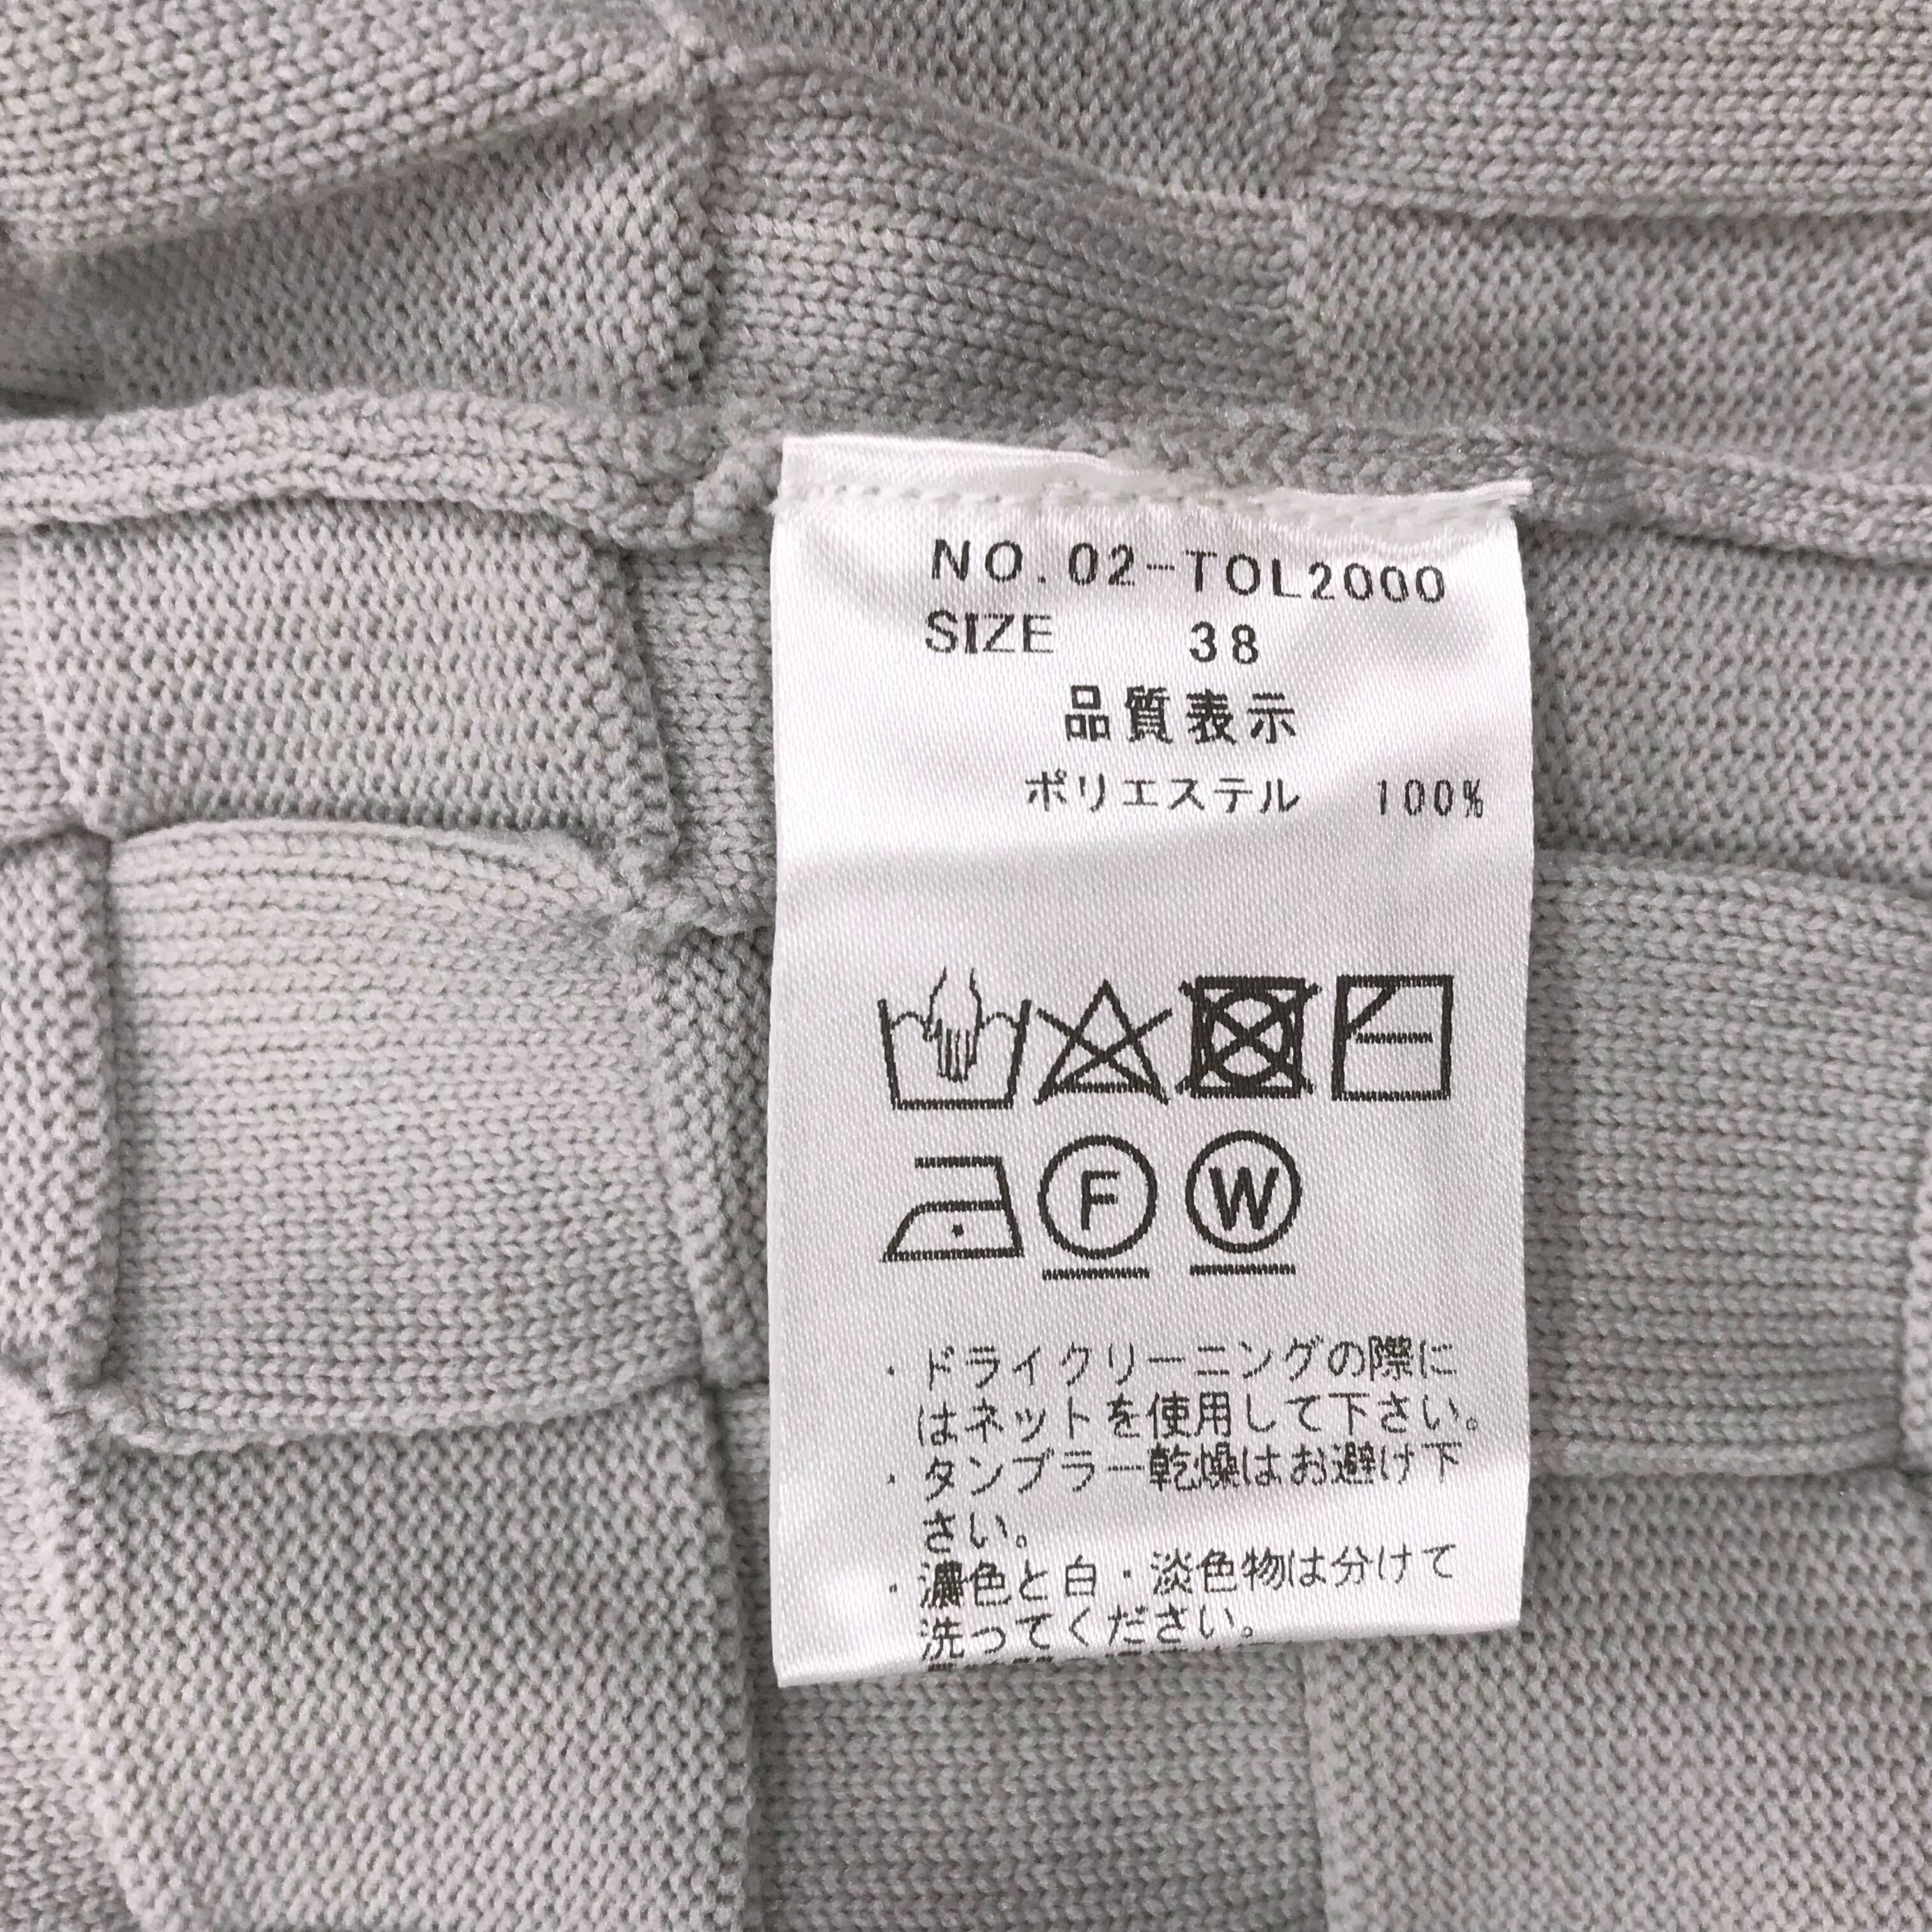 NO.02-TOL2000
SIZE 38
品質表示
ポリエステル 100%
F W
・ドライクリーニングの際に
はネットを使用して下さい。
・タンブラー乾燥はお避け下
さい。
・濃色と白・淡色物は分けて
洗ってください。